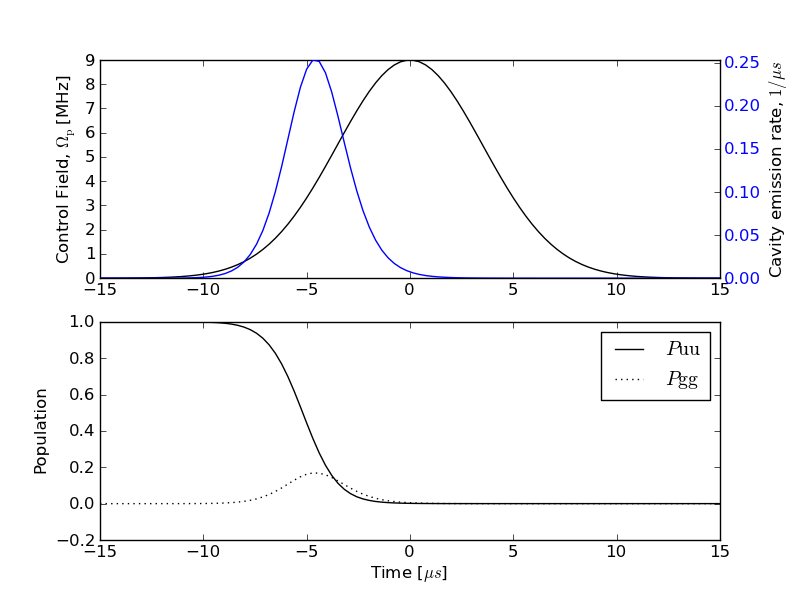 9
8
7
6
5
4
3
2
1
0
Control Field, Ωp [MHz]
0.25
0.20
0.15
0.10
0.05
0.00
Cavity emission rate, 1/μs
−15 −10 −5 0 5 10 15
1.0
0.8
0.6
0.4
0.2
0.0
−0.2
Population
Puu
Pgg
−15 −10 −5 0 5 10 15
Time [μs]